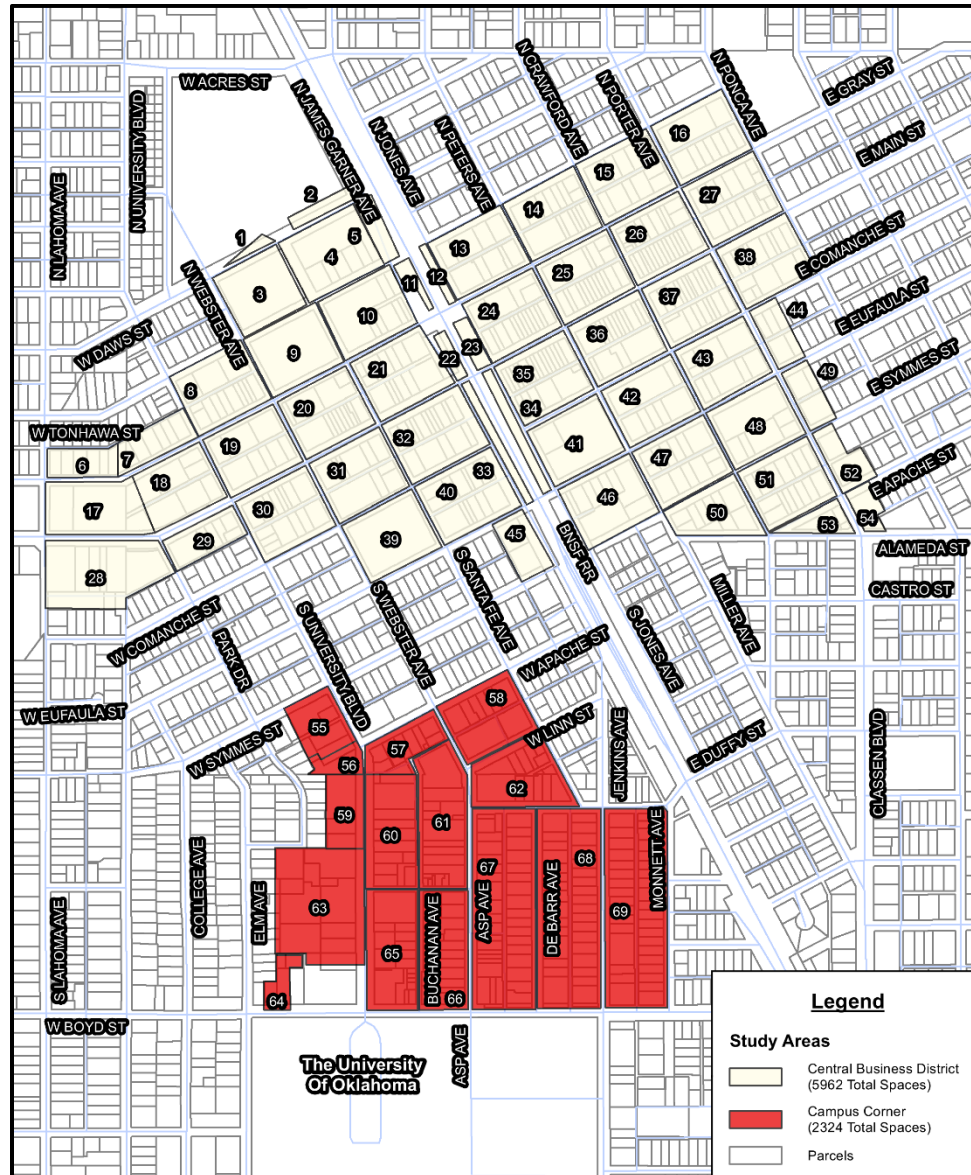 W ACRES ST
N LAHOMA AVE
N UNIVERSITY BLVD
N JAMES GARNER AVE
N JONES AVE
N PETERS AVE
N CRAWFORD AVE
N PORTER AVE
N PONCA AVE
E GRAY ST
E MAIN ST
E COMANCHE ST
E EUFAULA ST
E SYMMES ST
E APACHE ST
W DAWS ST
N WEBSTER AVE
W TONHAWA ST
1
2
3
4
5
6
7
8
9
10
11
12
13
14
15
16
17
18
19
20
21
22
23
24
25
26
27
28
29
30
31
32
33
34
35
36
37
38
39
40
41
42
43
44
45
46
47
48
49
50
51
52
53
54
ALAMEDA ST
CASTRO ST
W COMANCHE ST
PARK DR
S UNIVERSITY BLVD
S WEBSTER AVE
S SANTA FE AVE
BNSF RR
S JONES AVE
MILLER AVE
W APACHE ST
W EUFAULA ST
W SYMMES ST
W LINN ST
JENKINS AVE
E DUFFY ST
CLASSEN BLVD
55
56
57
58
59
60
61
62
63
64
65
66
67
68
69
S LAHOMA AVE
COLLEGE AVE
ELM AVE
BUCHANAN AVE
ASP AVE
DE BARR AVE
MONNETT AVE
W BOYD ST
The University
Of Oklahoma
ASP AVE
Legend
Study Areas
Central Business District
(5962 Total Spaces)
Campus Corner
(2324 Total Spaces)
Parcels